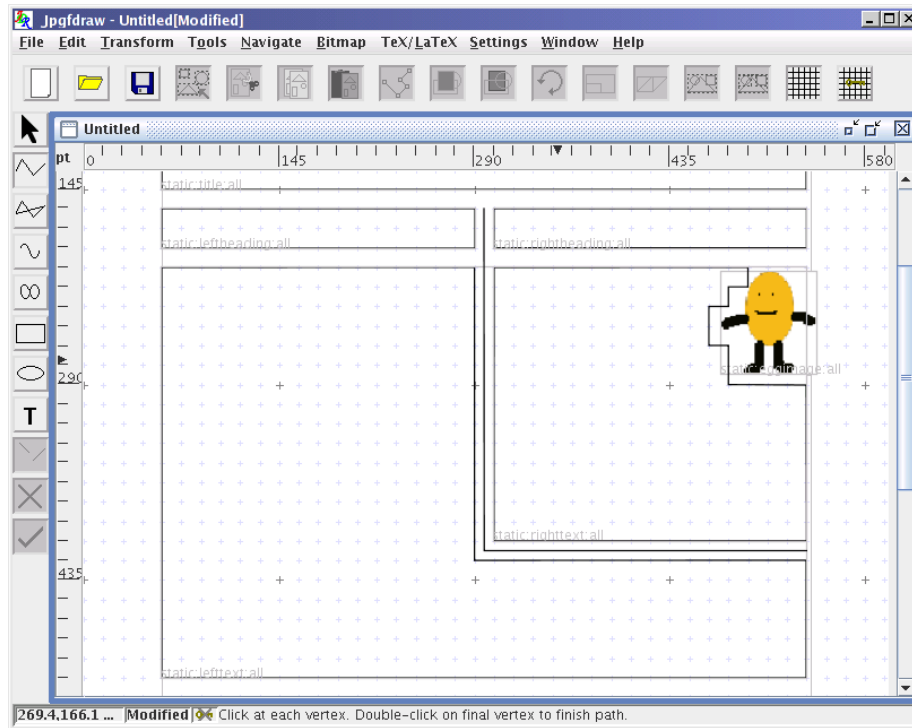 Jpgfdraw - Untitled[Modified]
File Edit Transform Tools Navigate Bitmap TeX/LaTeX Settings Window Help
Untitled
pt 0 145 290 435 580
145
static:title:all
static:leftheading:all static:rightheading:all
static:eggimage:all
290
static:righttext:all
435
static:lefttext:all
T
269.4,166.1 ... Modified Click at each vertex. Double-click on final vertex to finish path.